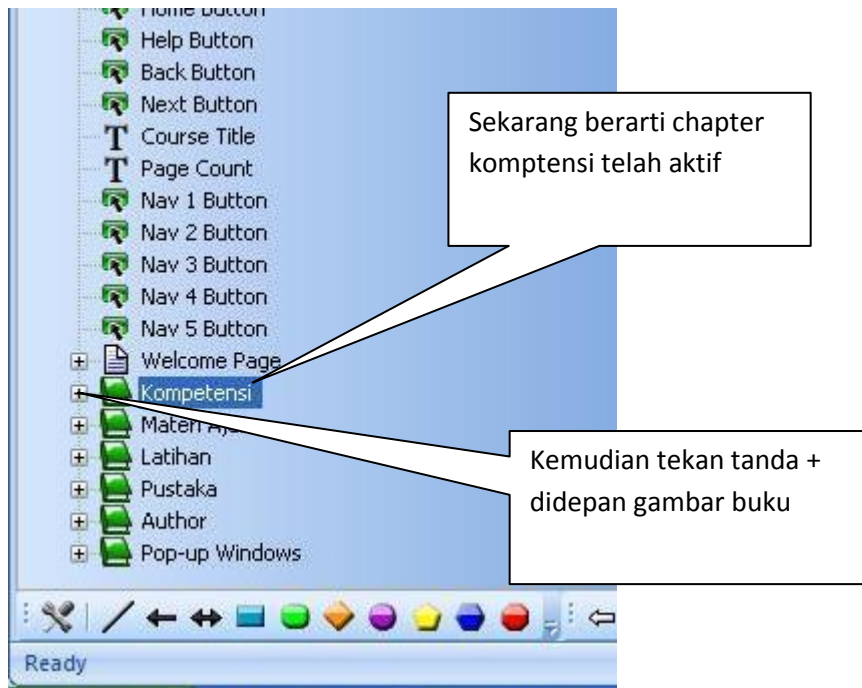 Home Button
Help Button
Back Button
Next Button
T Course Title
T Page Count
Nav 1 Button
Nav 2 Button
Nav 3 Button
Nav 4 Button
Nav 5 Button
Welcome Page
Kompetensi
Materi
Latihan
Pustaka
Author
Pop-up Windows
Ready
Sekarang berarti chapter
komptensi telah aktif
Kemudian tekan tanda +
didepan gambar buku